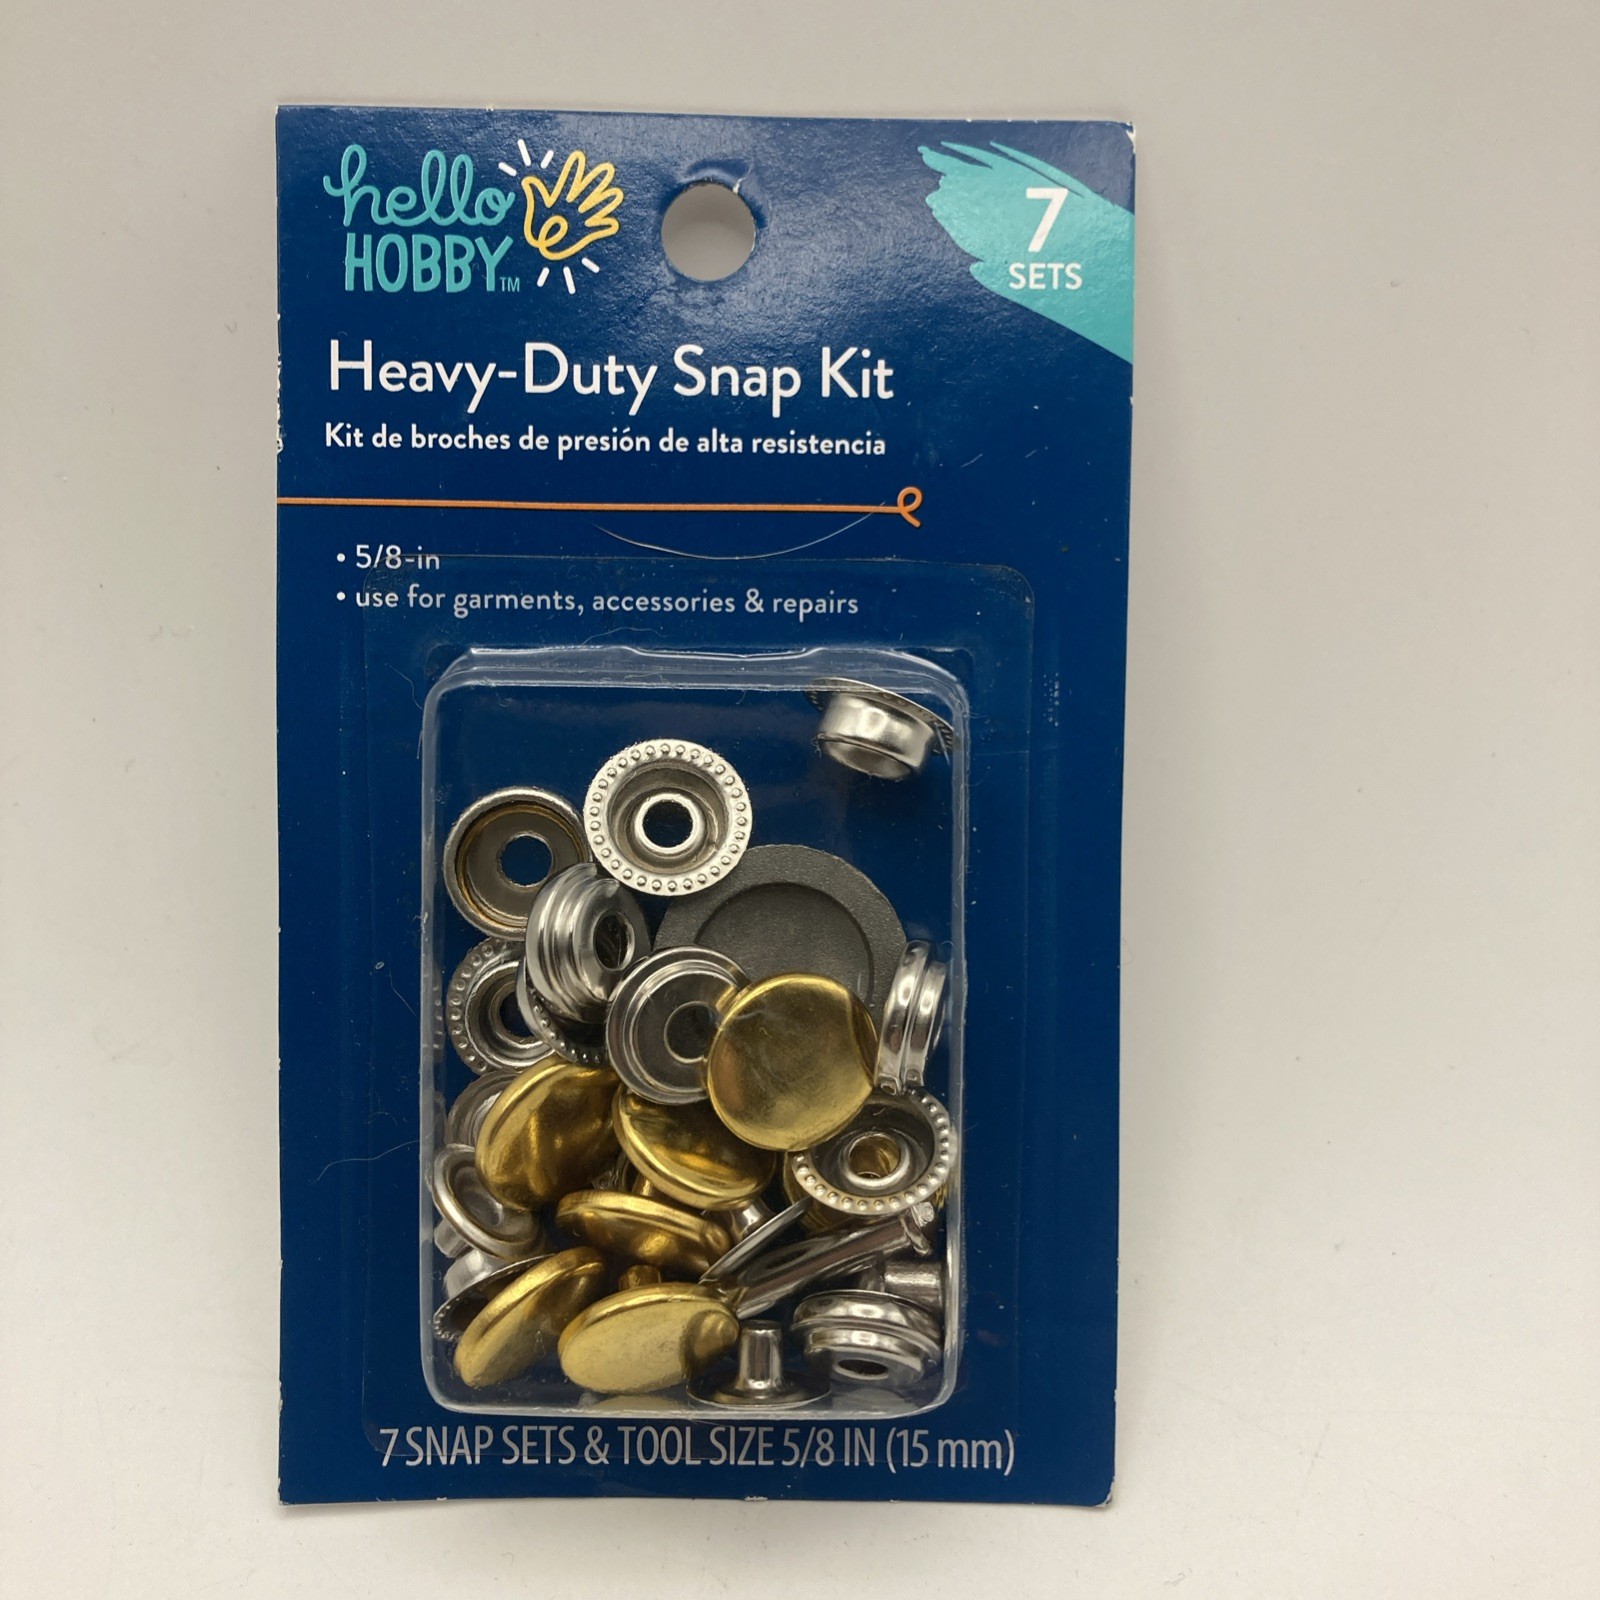 hello
HOBBY™
7
SETS
Heavy-Duty Snap Kit
Kit de broches de presión de alta resistencia
• 5/8-in
• use for garments, accessories & repairs
7 SNAP SETS & TOOL SIZE 5/8 IN (15 mm)